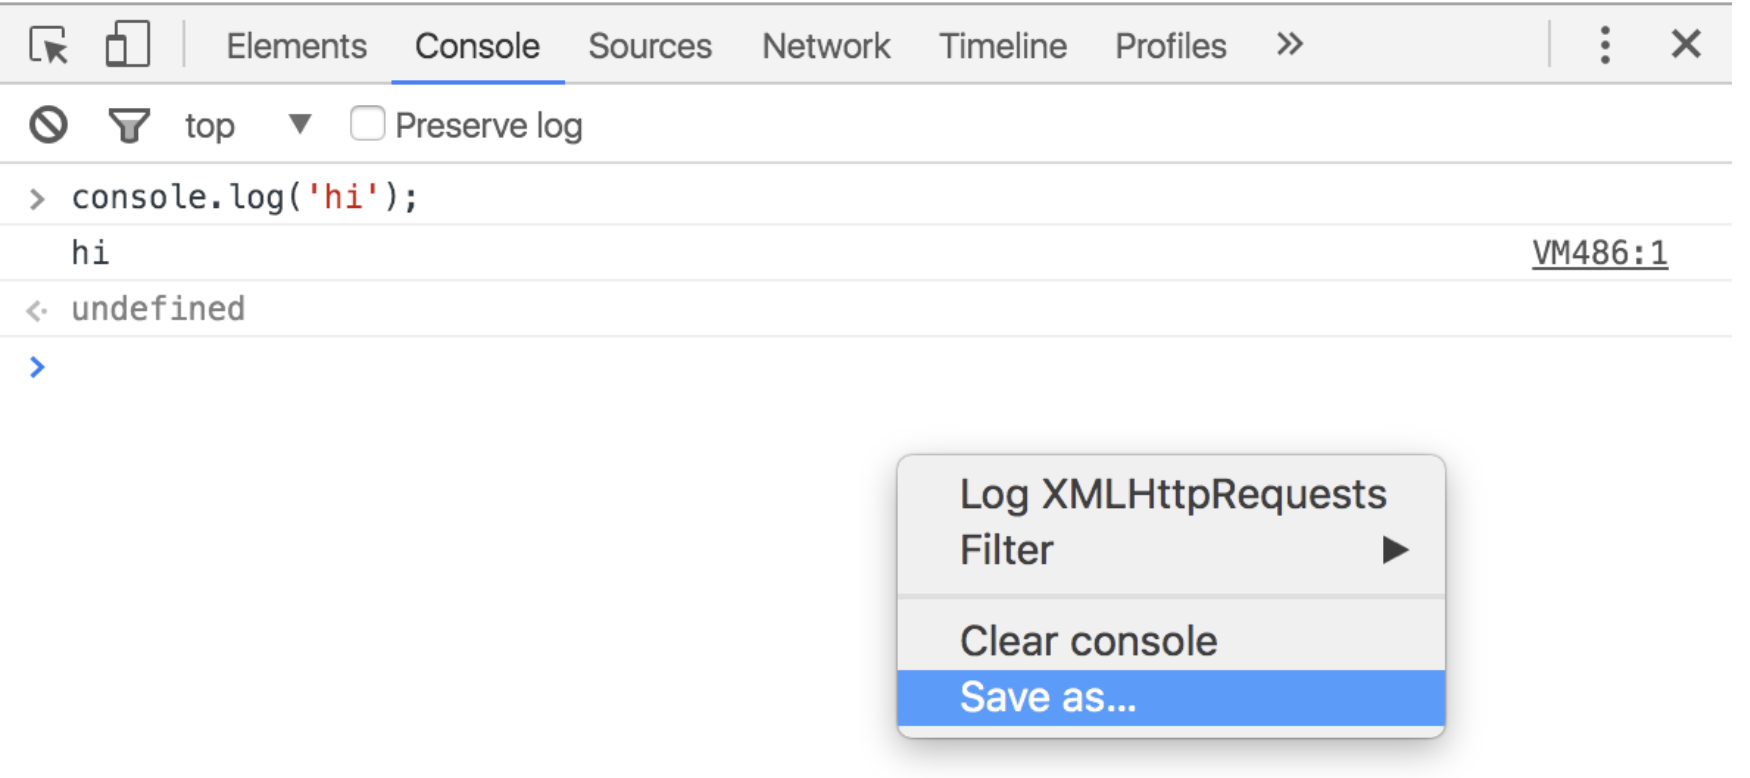 Elements Console Sources Network Timeline Profiles »
top ▼ Preserve log
> console.log('hi');
hi VM486:1
undefined
>
Log XMLHttpRequests
Filter ▶
Clear console
Save as...